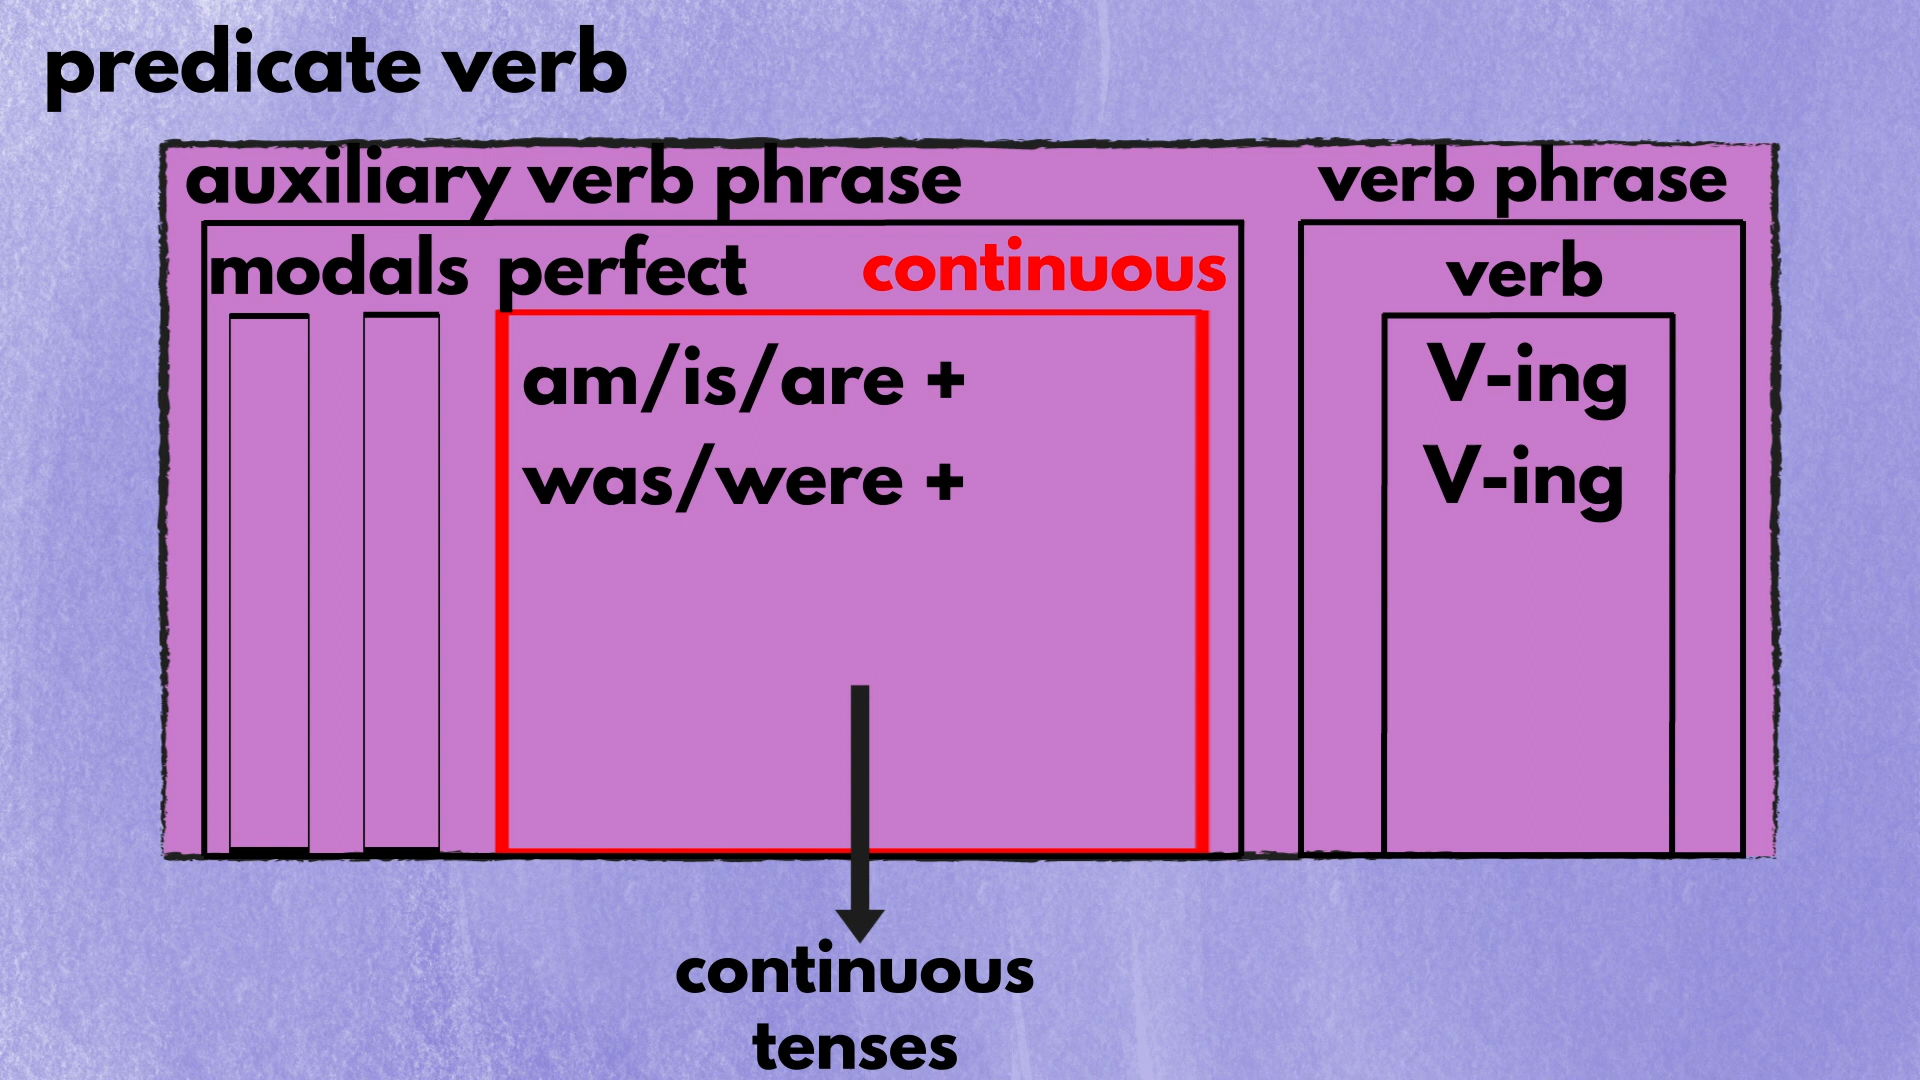 predicate verb
auxiliary verb phrase verb phrase
modals perfect continuous verb
am/is/are + V-ing
was/were + V-ing
continuous
tenses